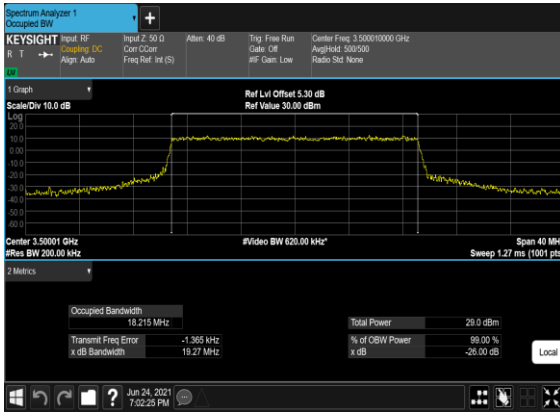 Spectrum Analyzer 1
Occupied BW
KEYSIGHT
R T
LW
Input: RF
Coupling: DC
Align: Auto
Input Z: 50 Ω
Corr CCorr
Freq Ref: Int (S)
Atten: 40 dB
Trig: Free Run
Gate: Off
#IF Gain: Low
Center Freq: 3.500010000 GHz
Avg|Hold: 500/500
Radio Std: None
1 Graph
Scale/Div 10.0 dB
Ref Lvl Offset 5.30 dB
Ref Value 30.00 dBm
Log
20.0
10.0
0.00
-10.0
-20.0
-30.0
-40.0
-50.0
-60.0
Center 3.50001 GHz
#Res BW 200.00 kHz
#Video BW 620.00 kHz*
Span 40 MH
Sweep 1.27 ms (1001 pts
2 Metrics
Occupied Bandwidth
18.215 MHz
Transmit Freq Error -1.365 kHz
x dB Bandwidth 19.27 MHz
Total Power 29.0 dBm
% of OBW Power 99.00 %
x dB -26.00 dB
Local
?
Jun 24, 2021
7:02:25 PM